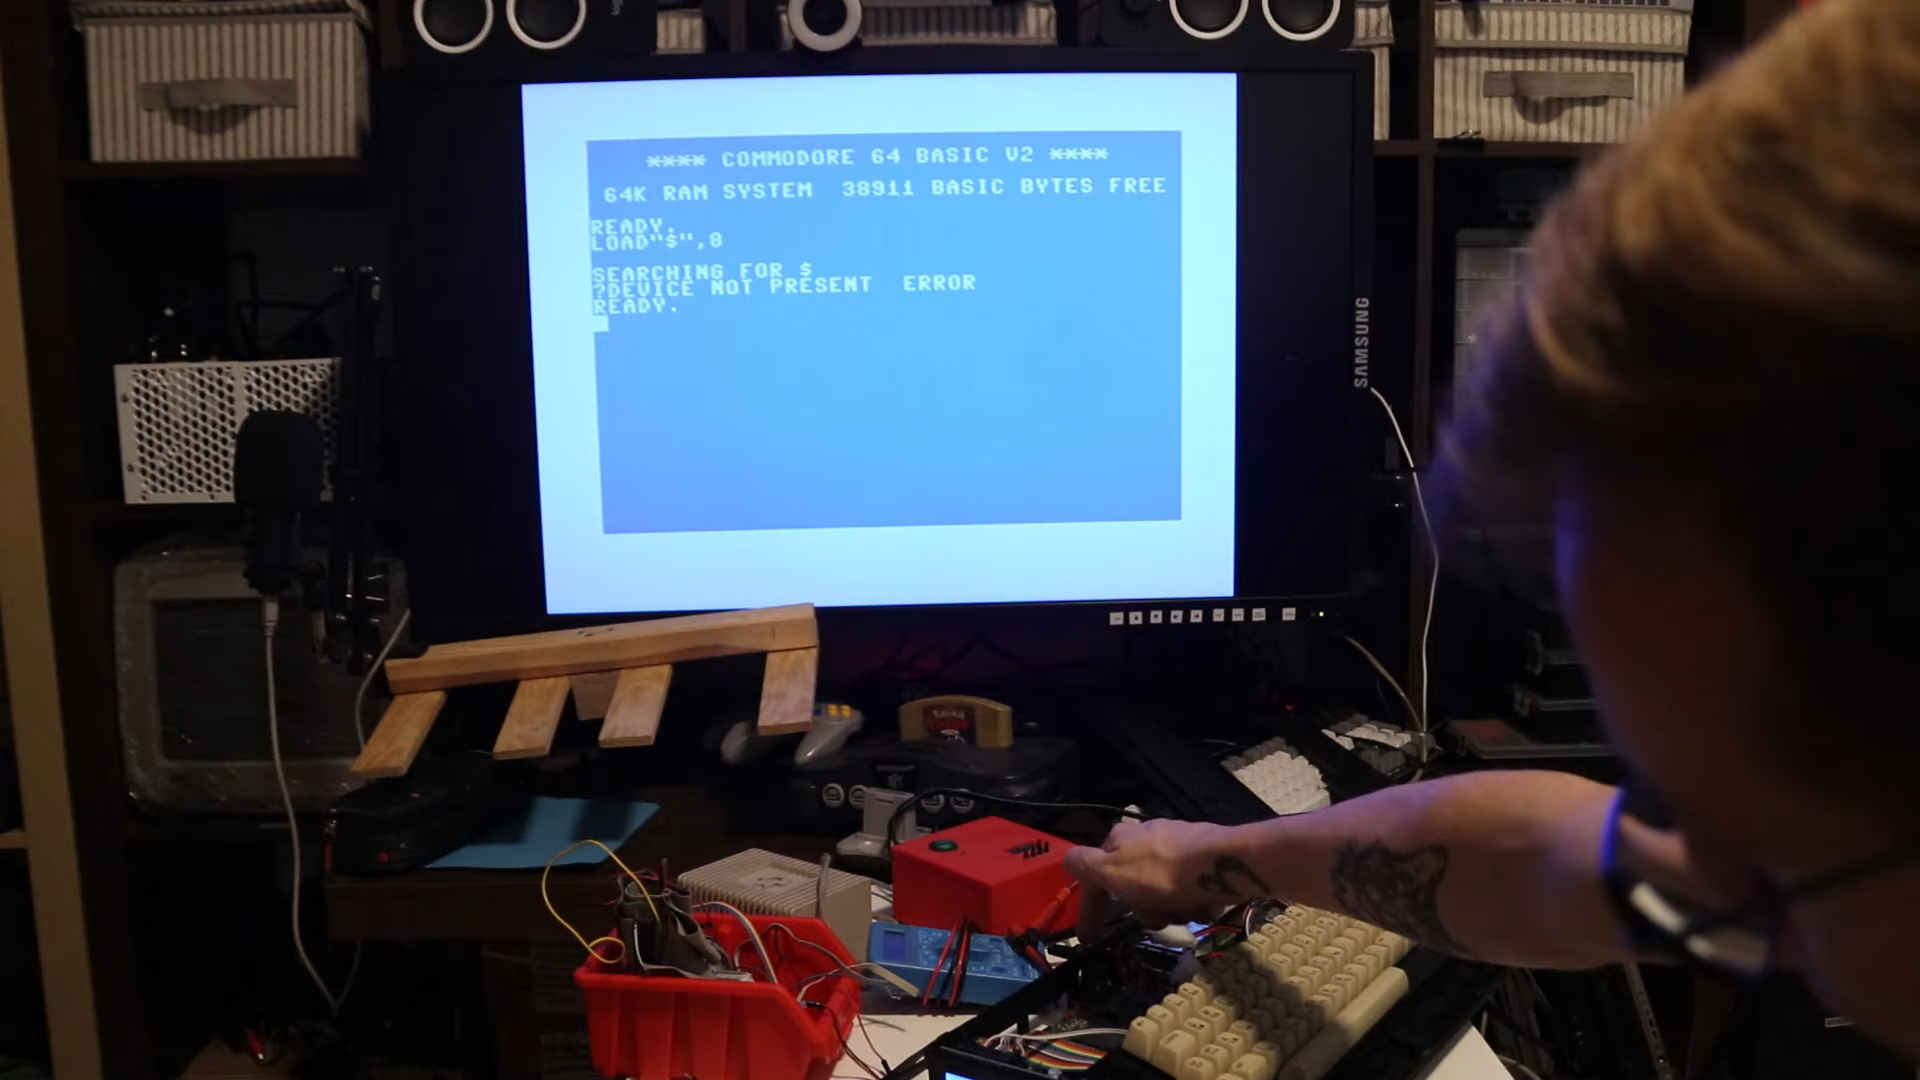 **** COMMODORE 64 BASIC V2 ****
64K RAM SYSTEM  38911 BASIC BYTES FREE
READY.
LOAD"$",8
SEARCHING FOR $
?DEVICE NOT PRESENT  ERROR
READY.
SAMSUNG